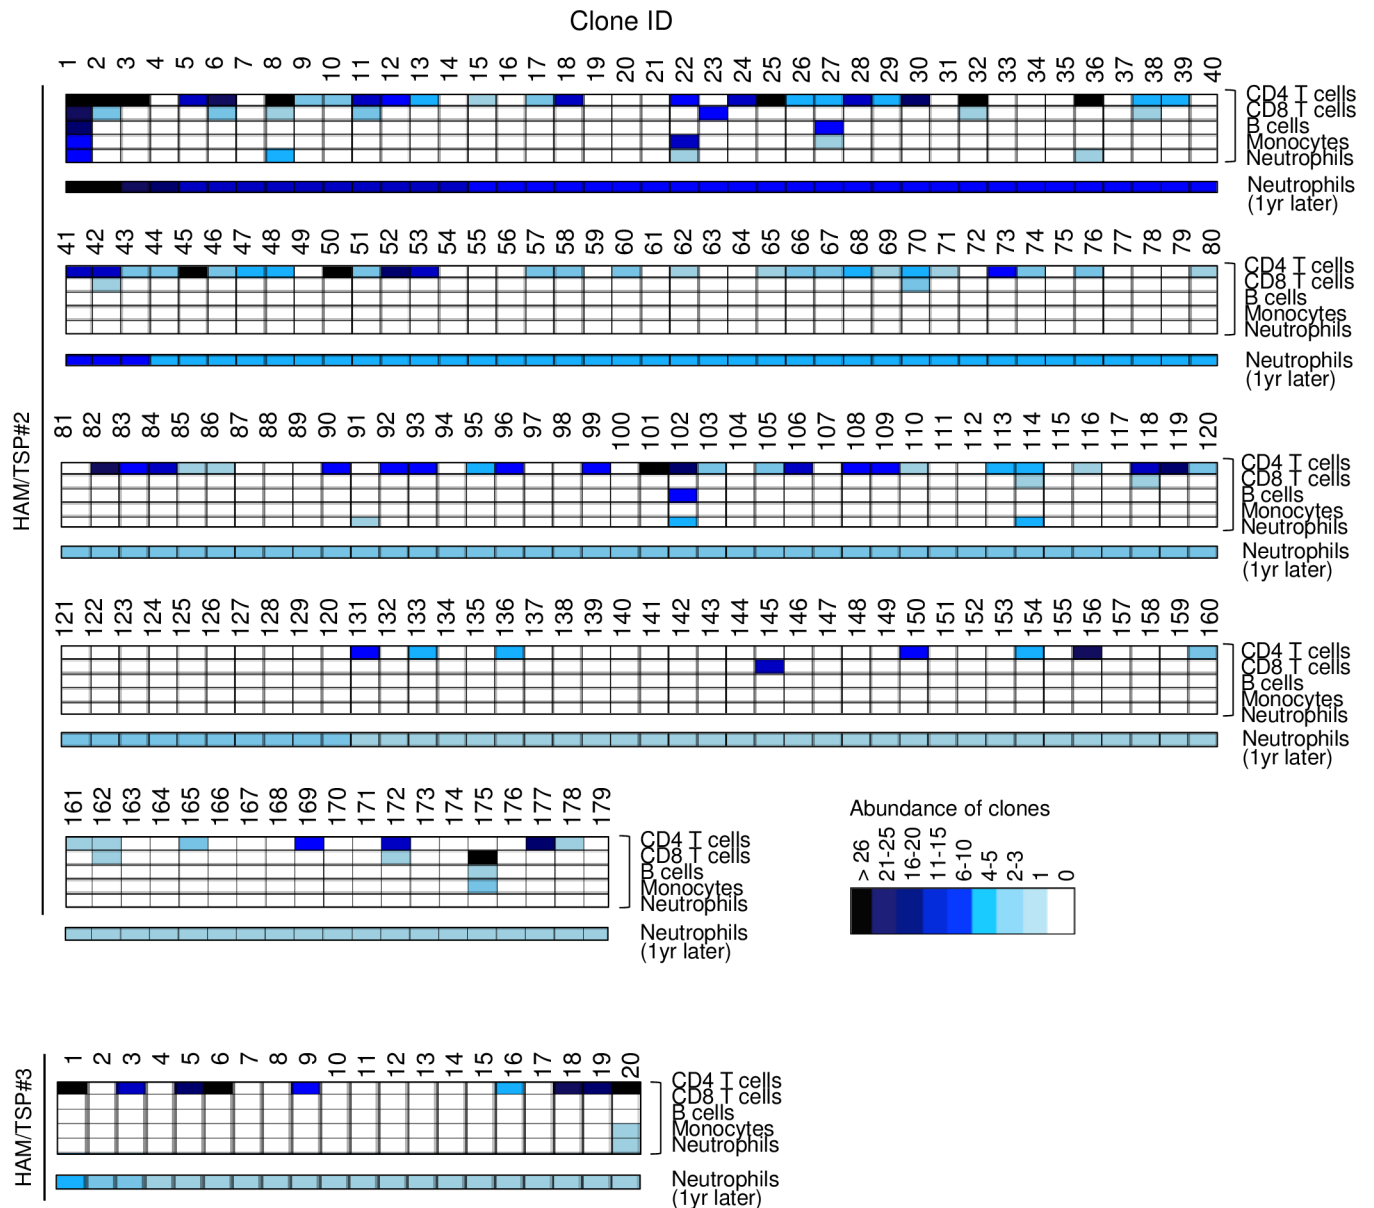 Clone ID
1 2 3 4 5 6 7 8 9 10 11 12 13 14 15 16 17 18 19 20 21 22 23 24 25 26 27 28 29 30 31 32 33 34 35 36 37 38 39 40
CD4 T cells
CD8 T cells
B cells
Monocytes
Neutrophils
Neutrophils
(1yr later)
41 42 43 44 45 46 47 48 49 50 51 52 53 54 55 56 57 58 59 60 61 62 63 64 65 66 67 68 69 70 71 72 73 74 75 76 77 78 79 80
CD4 T cells
CD8 T cells
B cells
Monocytes
Neutrophils
Neutrophils
(1yr later)
HAM/TSP#2
81 82 83 84 85 86 87 88 89 90 91 92 93 94 95 96 97 98 99 100 101 102 103 104 105 106 107 108 109 110 111 112 113 114 115 116 117 118 119 120
CD4 T cells
CD8 T cells
B cells
Monocytes
Neutrophils
Neutrophils
(1yr later)
121 122 123 124 125 126 127 128 129 120 131 132 133 134 135 136 137 138 139 140 141 142 143 144 145 146 147 148 149 150 151 152 153 154 155 156 157 158 159 160
CD4 T cells
CD8 T cells
B cells
Monocytes
Neutrophils
Neutrophils
(1yr later)
161 162 163 164 165 166 167 168 169 170 171 172 173 174 175 176 177 178 179
CD4 T cells
CD8 T cells
B cells
Monocytes
Neutrophils
Neutrophils
(1yr later)
Abundance of clones
> 26 21-25 16-20 11-15 6-10 4-5 2-3 1 0
HAM/TSP#3
1 2 3 4 5 6 7 8 9 10 11 12 13 14 15 16 17 18 19 20
CD4 T cells
CD8 T cells
B cells
Monocytes
Neutrophils
Neutrophils
(1yr later)